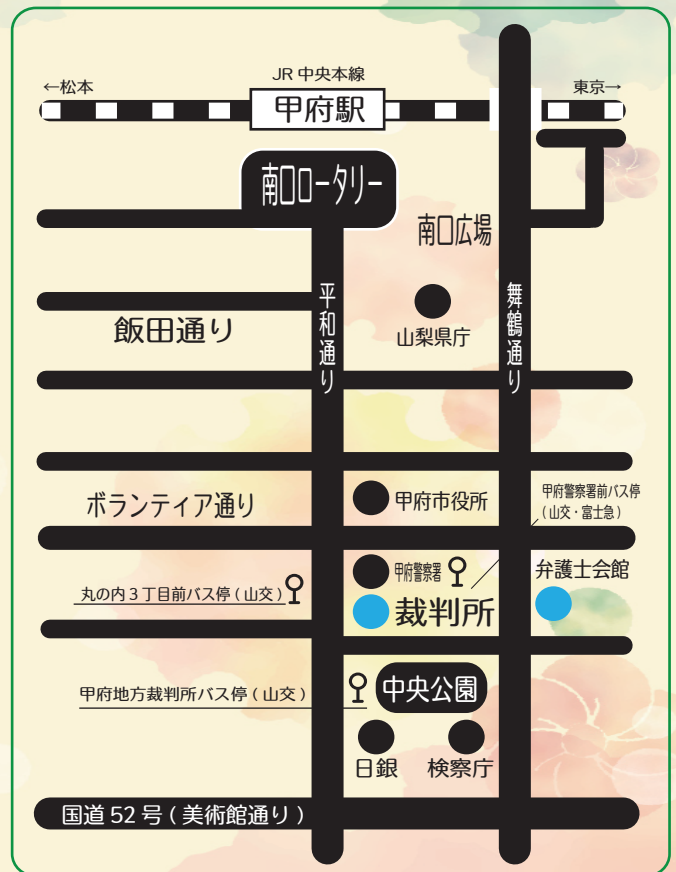 JR 中央本線
←松本
東京→
甲府駅
南口ロータリー
南口広場
平和通り
舞鶴通り
飯田通り
山梨県庁
ボランティア通り
甲府市役所
甲府警察署前バス停
(山交・富士急)
甲府警察署
弁護士会館
丸の内3丁目前バス停(山交)
裁判所
甲府地方裁判所バス停(山交)
中央公園
日銀
検察庁
国道52号(美術館通り)